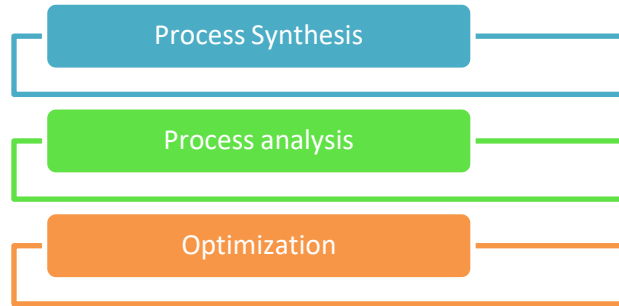 Process Synthesis
Process analysis
Optimization